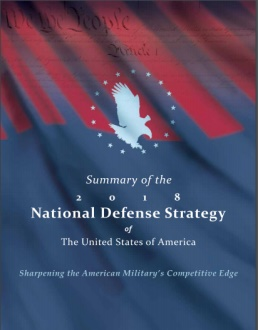 We the People
Article I
Summary of the
2 0 1 8
National Defense Strategy
of
The United States of America
Sharpening the American Military's Competitive Edge